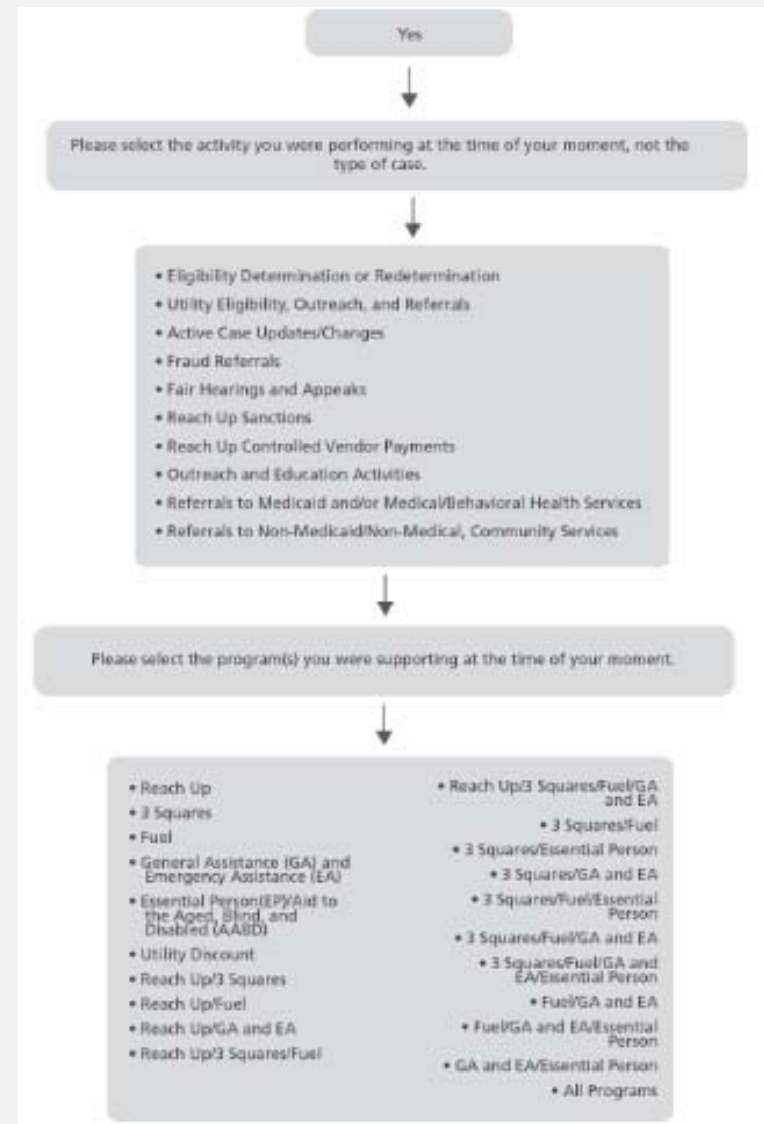 Yes
Please select the activity you were performing at the time of your moment, not the
type of case.
• Eligibility Determination or Redetermination
• Utility Eligibility, Outreach, and Referrals
• Active Case Updates/Changes
• Fraud Referrals
• Fair Hearings and Appeaks
• Reach Up Sanctions
• Reach Up Controlled Vendor Payments
• Outreach and Education Activities
• Referrals to Medicaid and/or Medical/Behavioral Health Services
• Referrals to Non-Medicaid/Non-Medical, Community Services
Please select the program(s) you were supporting at the time of your moment.
• Reach Up
• 3 Squares
• Fuel
• General Assistance (GA) and
Emergency Assistance (EA)
• Essential Person(EP)/Aid to
the Aged, Blind, and
Disabled (AABD)
• Utility Discount
• Reach Up/3 Squares
• Reach Up/Fuel
• Reach Up/GA and EA
• Reach Up/3 Squares/Fuel
• Reach Up/3 Squares/Fuel/GA
and EA
• 3 Squares/Fuel
• 3 Squares/Essential Person
• 3 Squares/GA and EA
• 3 Squares/Fuel/Essential
Person
• 3 Squares/Fuel/GA and EA
• 3 Squares/Fuel/GA and
EA/Essential Person
• Fuel/GA and EA
• Fuel/GA and EA/Essential
Person
• GA and EA/Essential Person
• All Programs